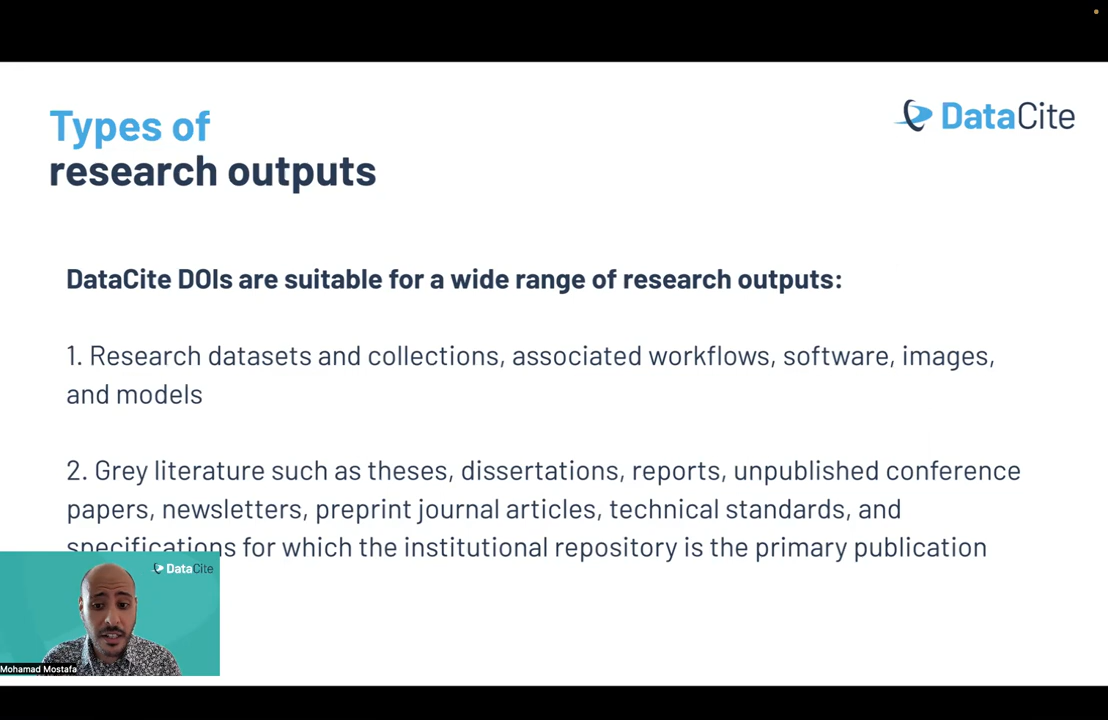 Types of
research outputs
DataCite
DataCite DOIs are suitable for a wide range of research outputs:
1. Research datasets and collections, associated workflows, software, images,
and models
2. Grey literature such as theses, dissertations, reports, unpublished conference
papers, newsletters, preprint journal articles, technical standards, and
specifications for which the institutional repository is the primary publication
DataCite
Mohamad Mostafa